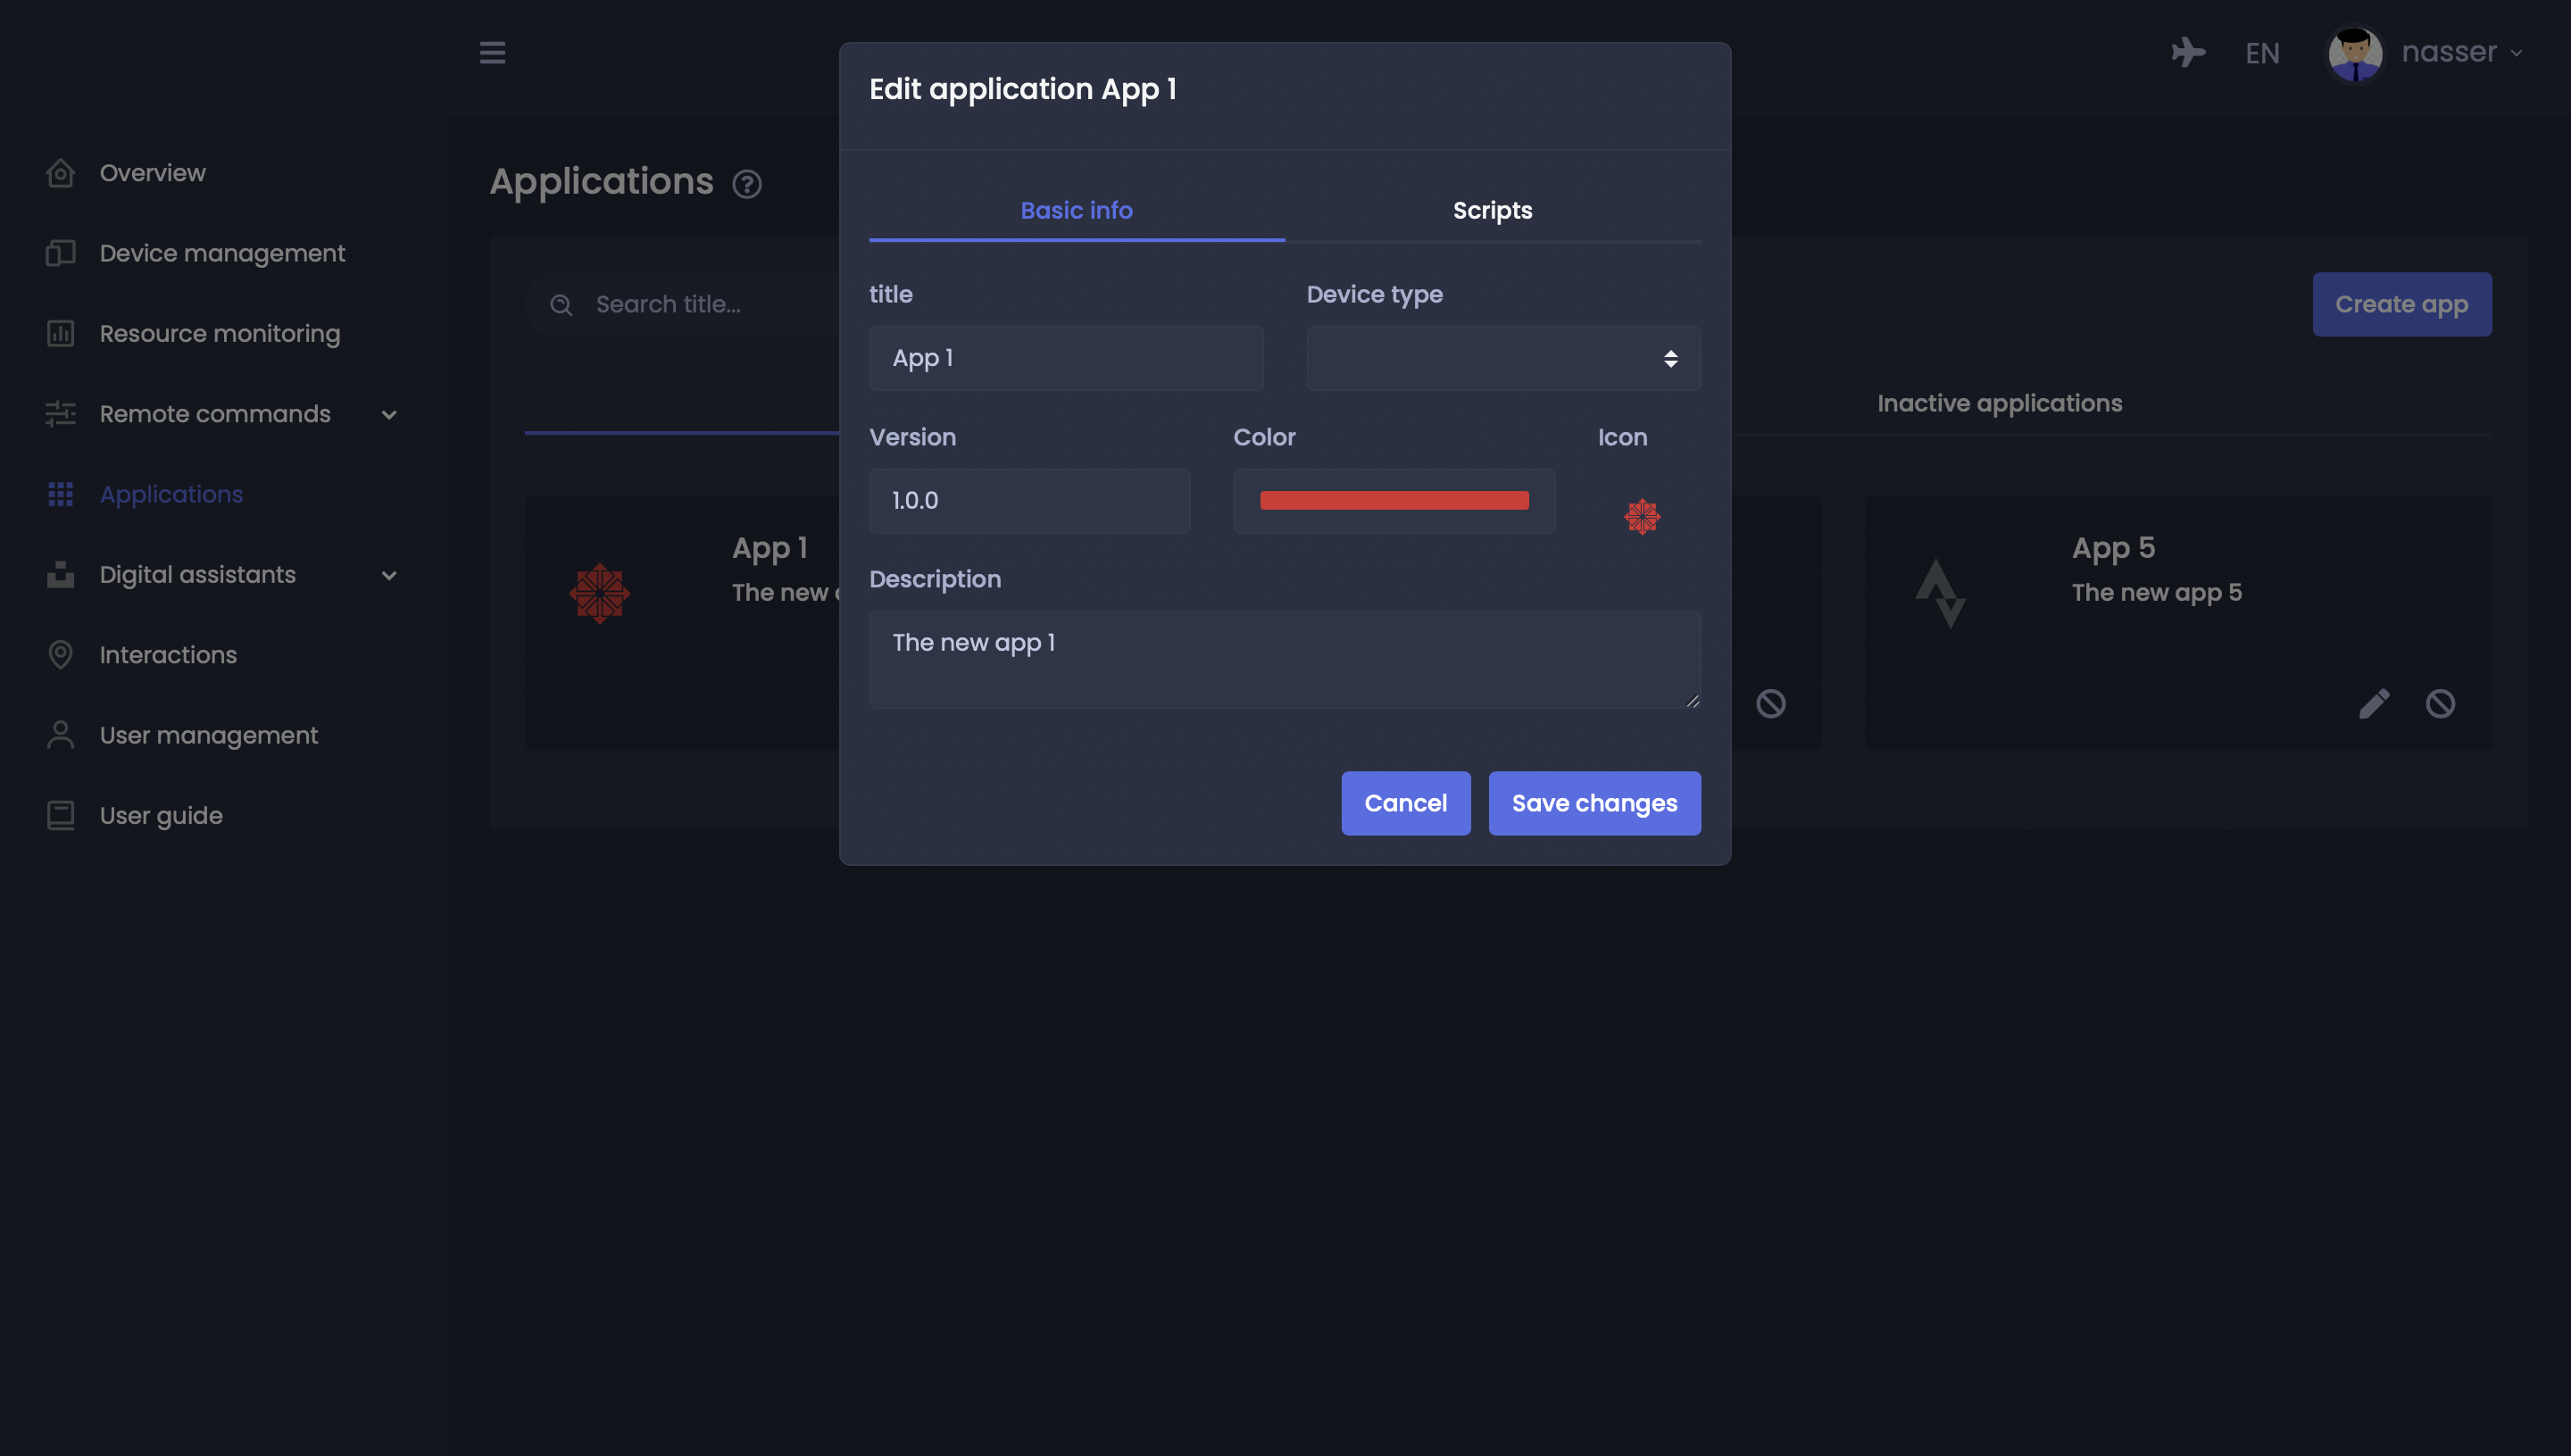 EN
nasser
Edit application App 1
Overview
Device management
Resource monitoring
Remote commands
Applications
Digital assistants
Interactions
User management
User guide
Applications
Search title...
Create app
Inactive applications
App 1
The new
App 5
The new app 5
Basic info
Scripts
title
Device type
App 1
Version
Color
Icon
1.0.0
Description
The new app 1
Cancel
Save changes